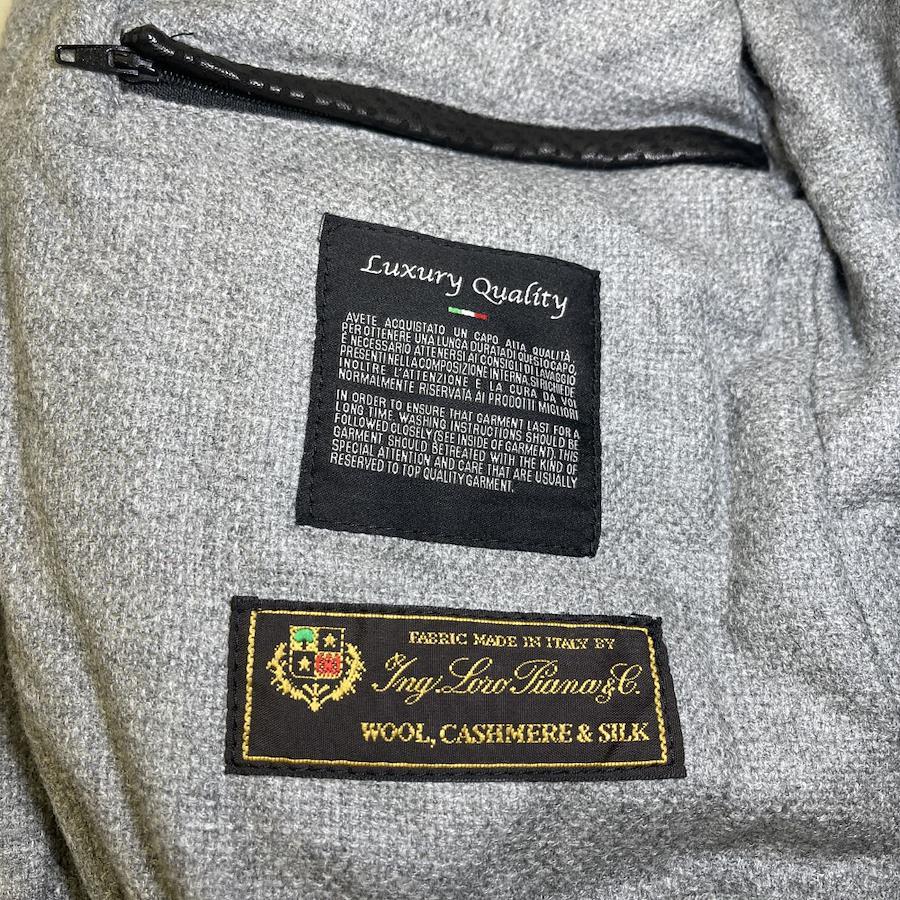 Luxury Quality
AVETE ACQUISTATO UN CAPO ALTA QUALITÀ,
PER OTTENERE UNA LUNGA DURATA DI QUESTO CAPO,
È NECESSARIO ATTENERSI AI CONSIGLI DI LAVAGGIO
PRESENTI NELLA COMPOSIZIONE INTERNA. SI RICHIEDE
INOLTRE L'ATTENZIONE E LA CURA DA VOI
NORMALMENTE RISERVATA AI PRODOTTI MIGLIORI
IN ORDER TO ENSURE THAT GARMENT LAST FOR A
LONG TIME. WASHING INSTRUCTIONS SHOULD BE
FOLLOWED CLOSELY (SEE INSIDE OF GARMENT). THIS
GARMENT SHOULD BETREATED WITH THE KIND OF
SPECIAL ATTENTION AND CARE THAT ARE USUALLY
RESERVED TO TOP QUALITY GARMENT.
FABRIC MADE IN ITALY BY
Ing. Loro Piana & C.
WOOL, CASHMERE & SILK